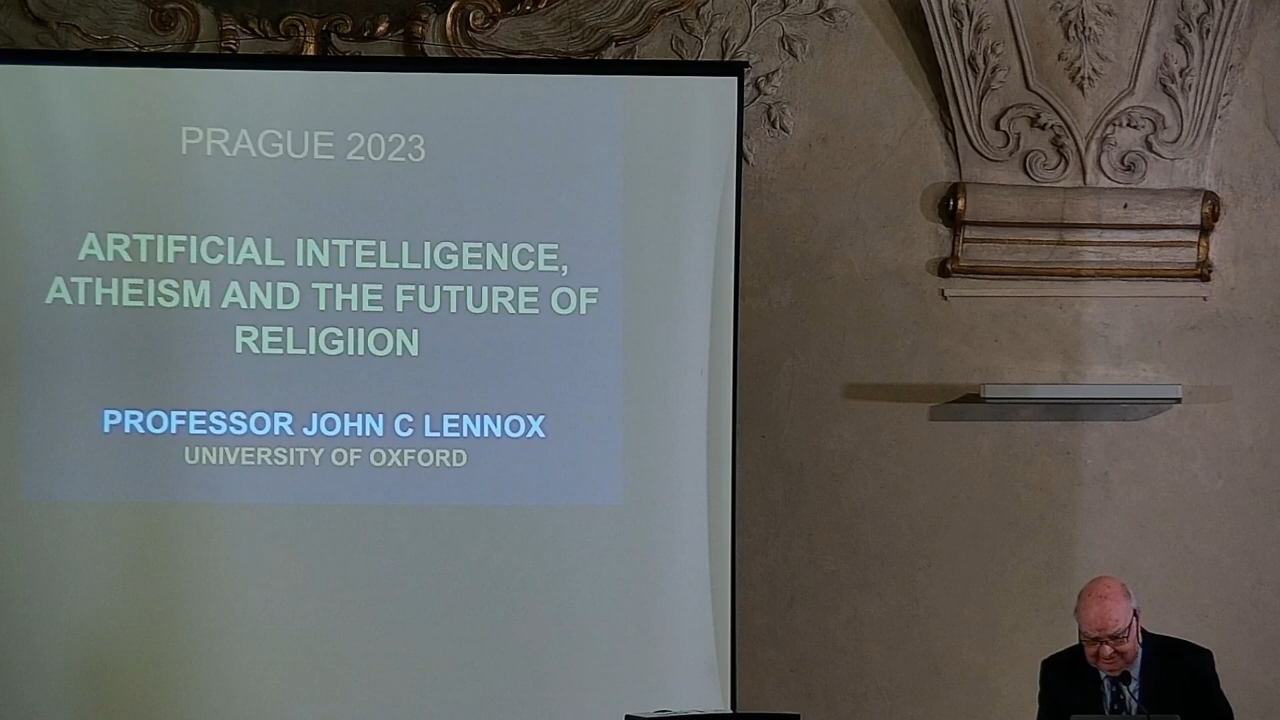 PRAGUE 2023
ARTIFICIAL INTELLIGENCE,
ATHEISM AND THE FUTURE OF
RELIGIION
PROFESSOR JOHN C LENNOX
UNIVERSITY OF OXFORD